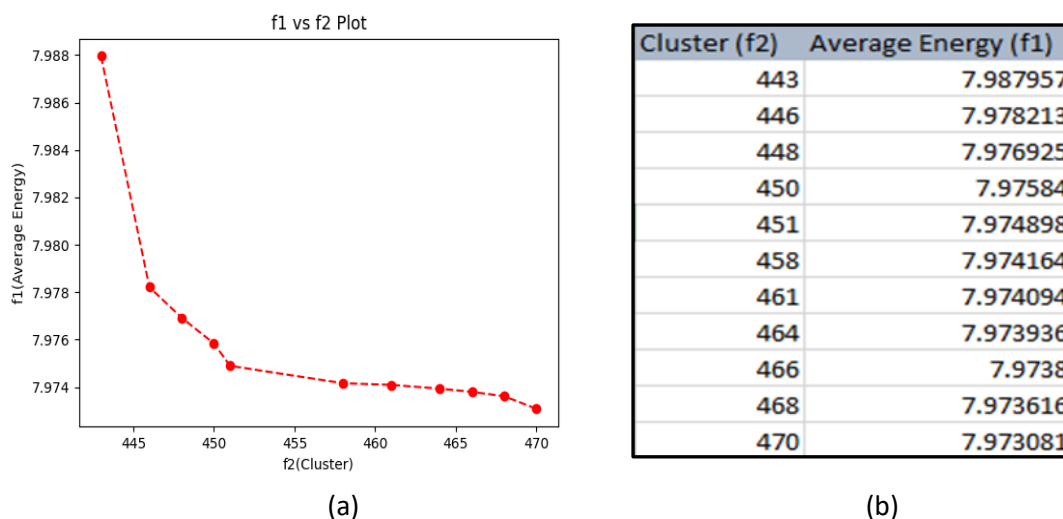 f1 vs f2 Plot
f1(Average Energy)
7.988
7.986
7.984
7.982
7.980
7.978
7.976
7.974
445 450 455 460 465 470
f2(Cluster)
(a)
Cluster (f2) Average Energy (f1)
443 7.987957
446 7.978213
448 7.976925
450 7.97584
451 7.974898
458 7.974164
461 7.974094
464 7.973936
466 7.9738
468 7.973616
470 7.973081
(b)